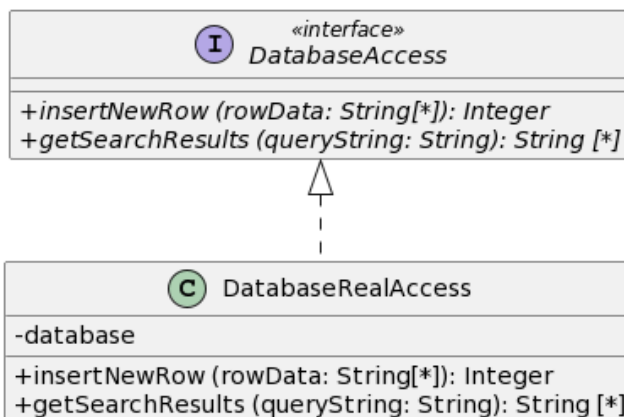 I
«interface»
DatabaseAccess
+insertNewRow (rowData: String[*]): Integer
+getSearchResults (queryString: String): String [*]
C
DatabaseRealAccess
-database
+insertNewRow (rowData: String[*]): Integer
+getSearchResults (queryString: String): String [*]